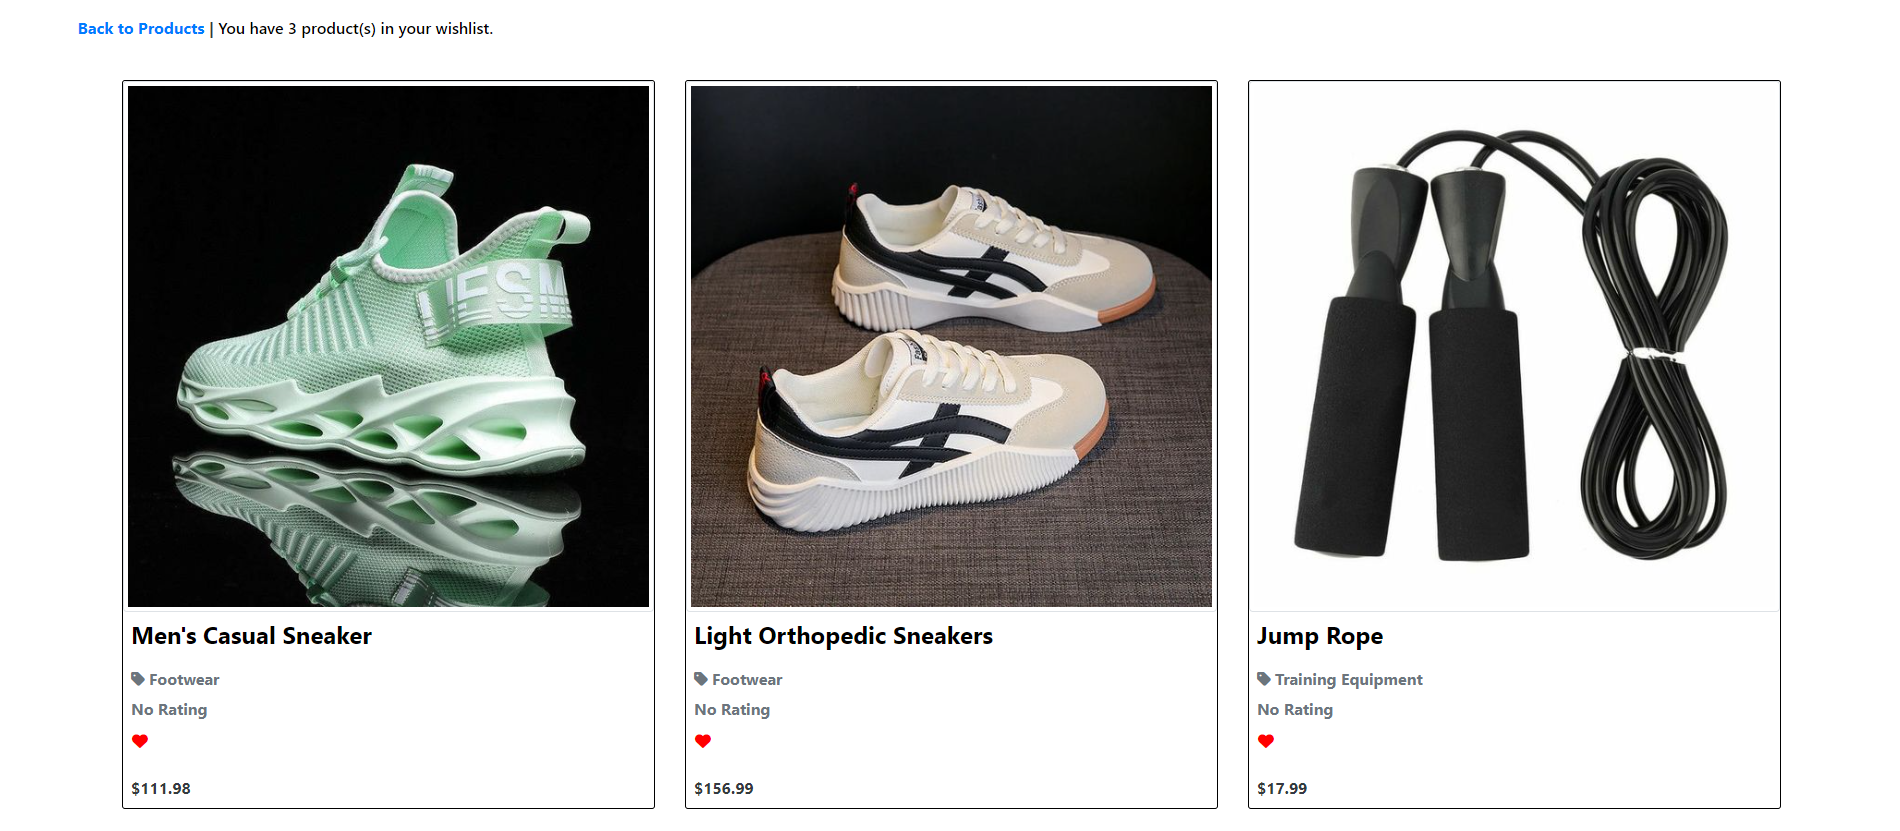 Back to Products | You have 3 product(s) in your wishlist.
Men's Casual Sneaker
Footwear
No Rating
$111.98
Light Orthopedic Sneakers
Footwear
No Rating
$156.99
Jump Rope
Training Equipment
No Rating
$17.99